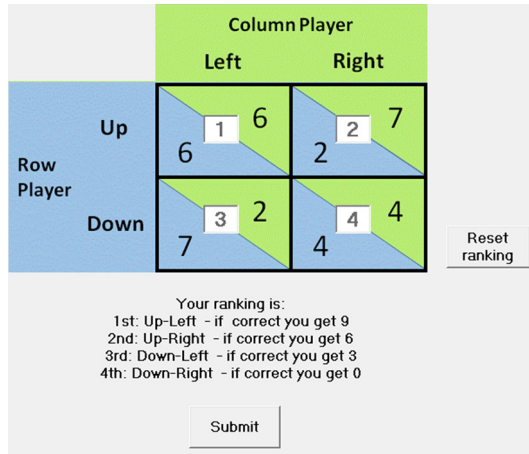 Column Player
Left Right
Up 1 6 2 7
6 2
Row
Player
Down 3 2 4 4
7 4
Reset
ranking
Your ranking is:
1st: Up-Left - if correct you get 9
2nd: Up-Right - if correct you get 6
3rd: Down-Left - if correct you get 3
4th: Down-Right - if correct you get 0
Submit